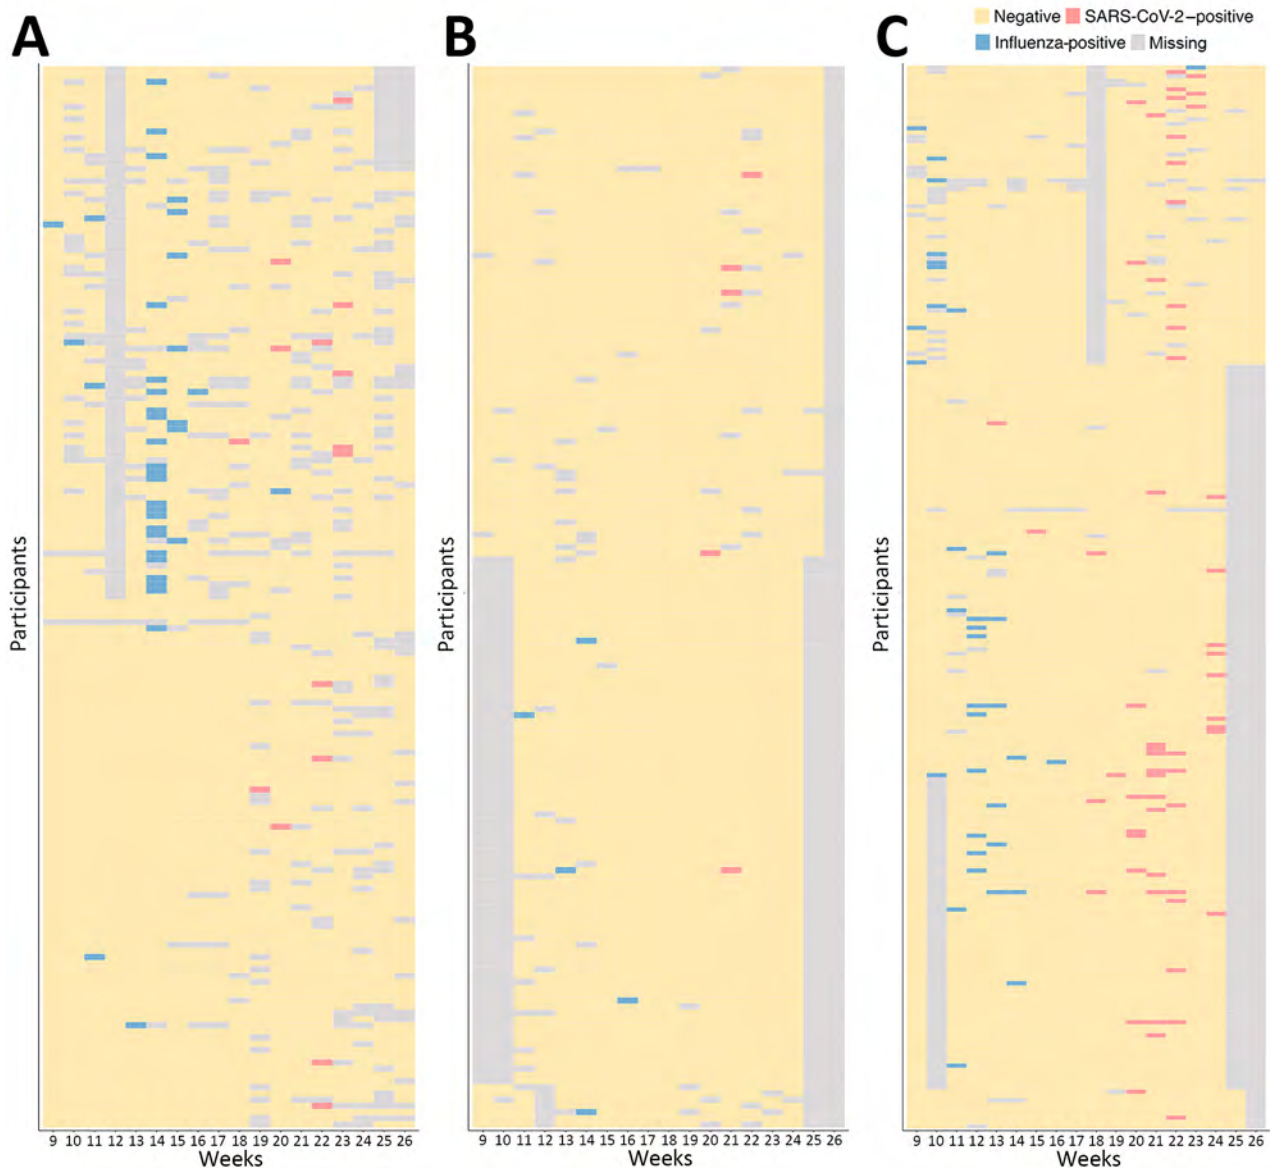 A B C
Negative SARS-CoV-2–positive
Influenza-positive Missing
Participants
Participants
Participants
9 10 11 12 13 14 15 16 17 18 19 20 21 22 23 24 25 26
9 10 11 12 13 14 15 16 17 18 19 20 21 22 23 24 25 26
9 10 11 12 13 14 15 16 17 18 19 20 21 22 23 24 25 26
Weeks
Weeks
Weeks